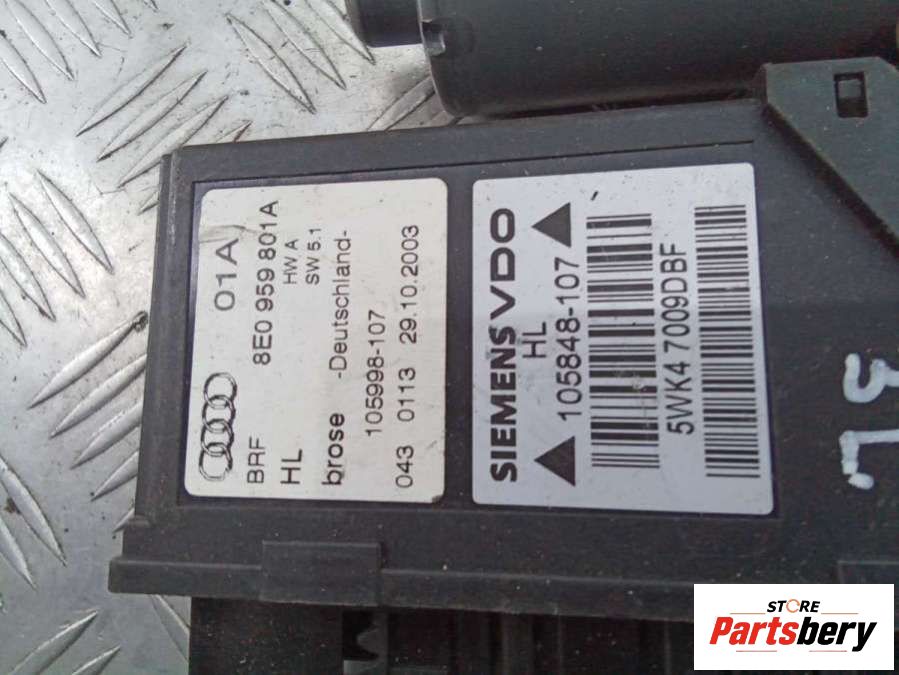 01A
BRF 8E0 959 801A
HL HW A
SW 5.1
brose -Deutschland-
105998-107
043 0113 29.10.2003
SIEMENS VDO
HL
105848-107
5WK4 7009DBF
STORE
Partsbery